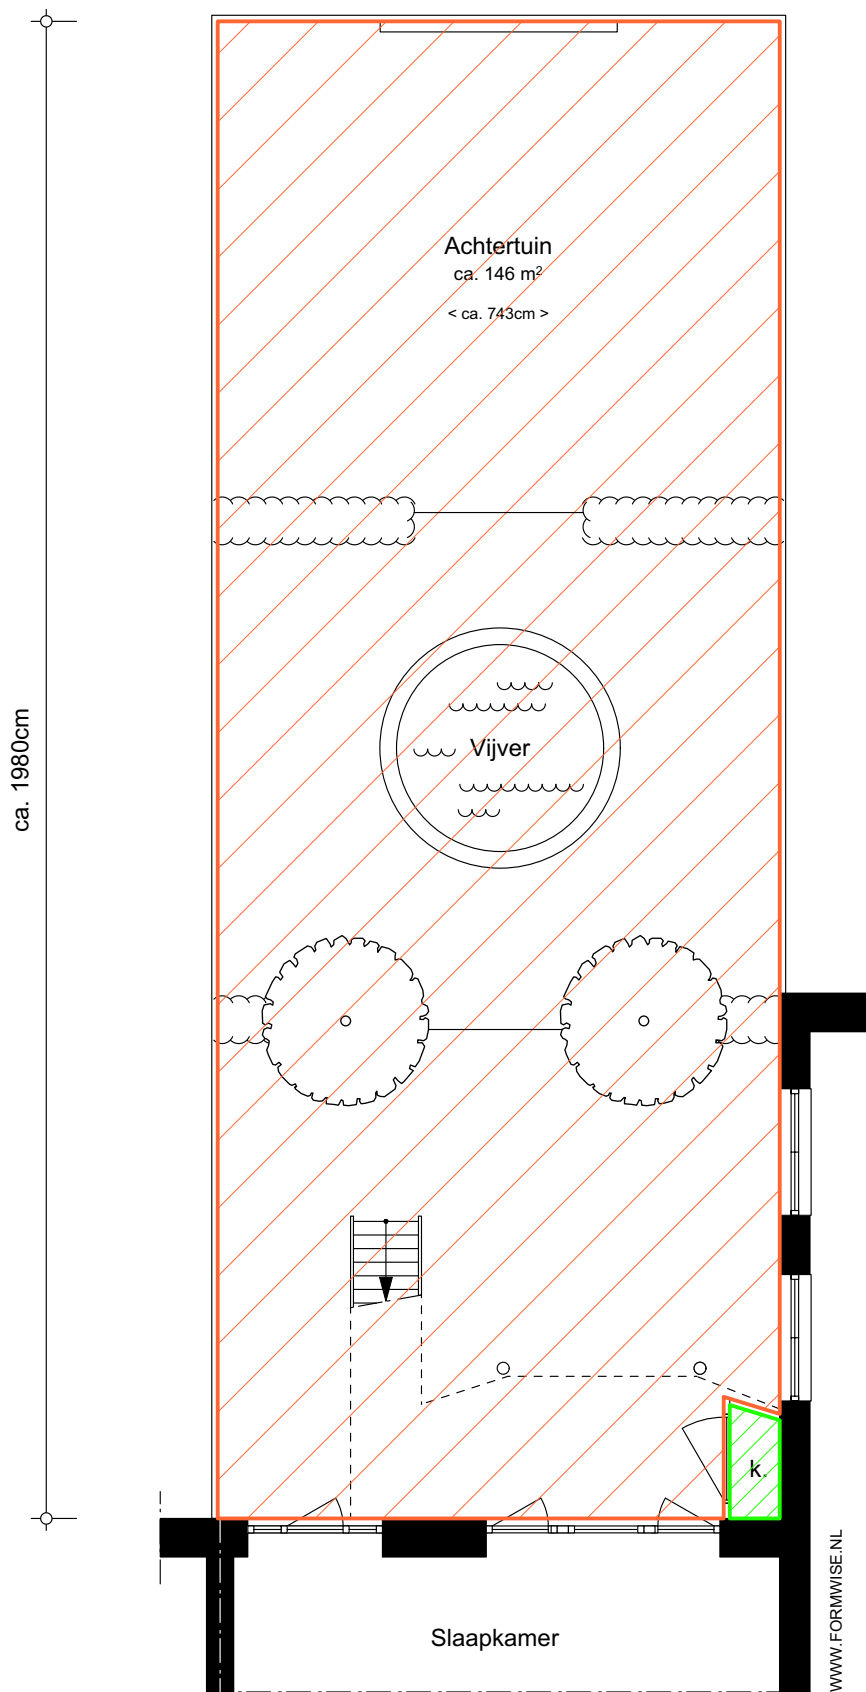 Achtertuin
ca. 146 m²
< ca. 743cm >
ca. 1980cm
Vijver
k.
Slaapkamer
WWW.FORMWISE.NL